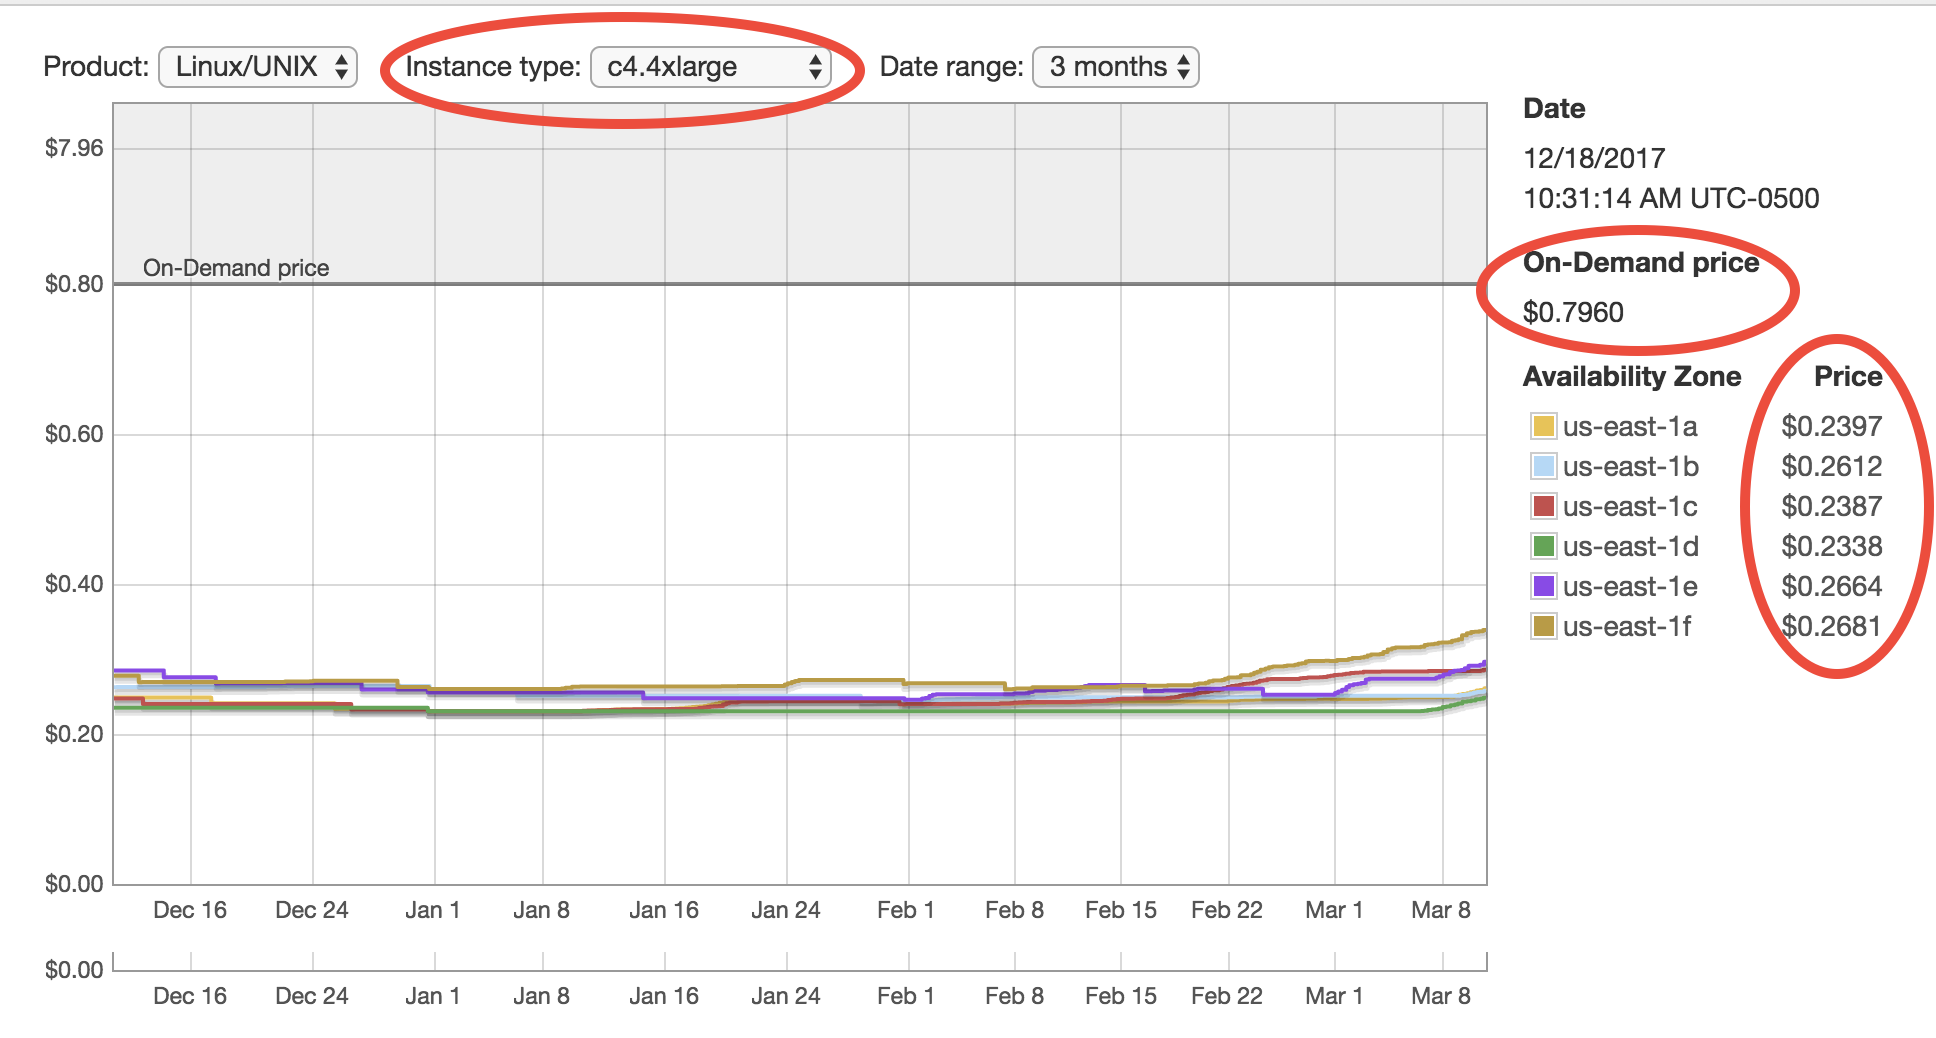 Product: Linux/UNIX Instance type: c4.4xlarge Date range: 3 months
Date
12/18/2017
10:31:14 AM UTC-0500
On-Demand price
$0.7960
Availability Zone Price
us-east-1a $0.2397
us-east-1b $0.2612
us-east-1c $0.2387
us-east-1d $0.2338
us-east-1e $0.2664
us-east-1f $0.2681
$7.96
On-Demand price
$0.80
$0.60
$0.40
$0.20
$0.00
Dec 16 Dec 24 Jan 1 Jan 8 Jan 16 Jan 24 Feb 1 Feb 8 Feb 15 Feb 22 Mar 1 Mar 8
$0.00
Dec 16 Dec 24 Jan 1 Jan 8 Jan 16 Jan 24 Feb 1 Feb 8 Feb 15 Feb 22 Mar 1 Mar 8